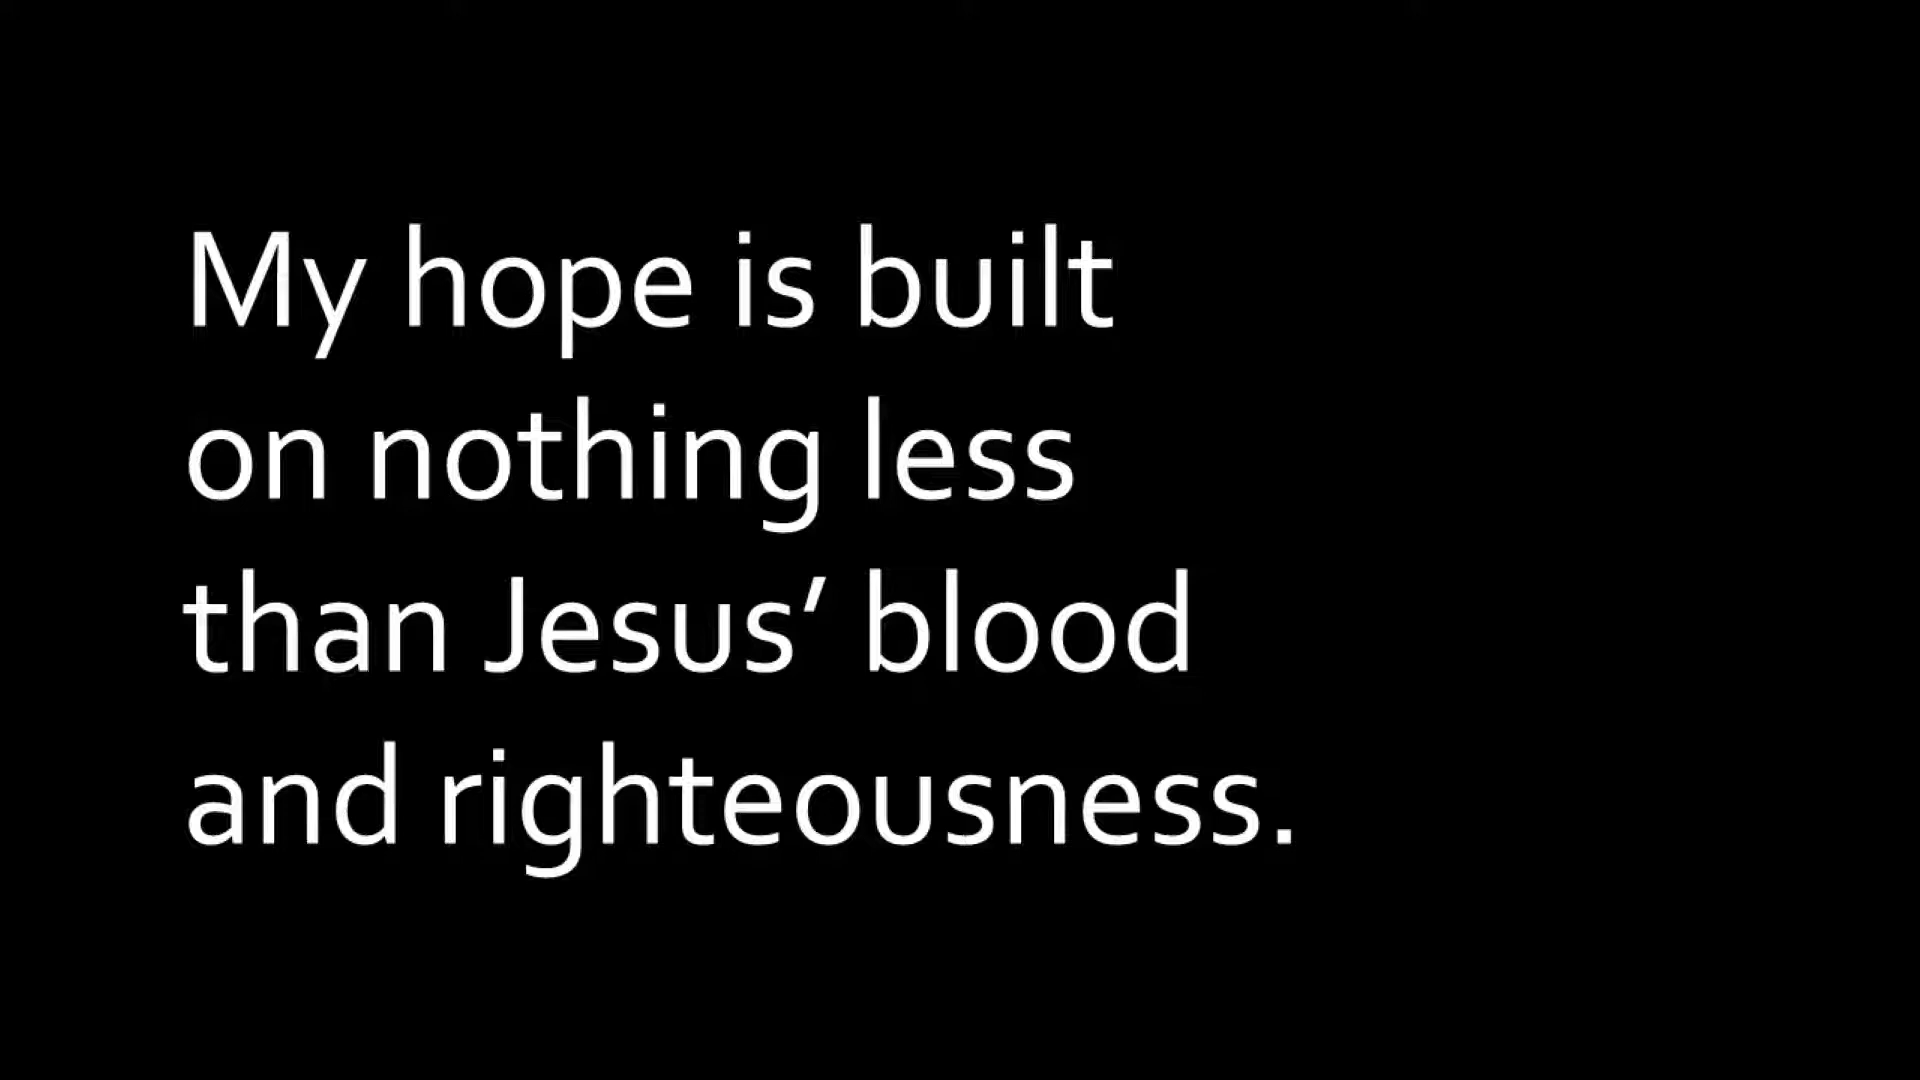 My hope is built
on nothing less
than Jesus’ blood
and righteousness.